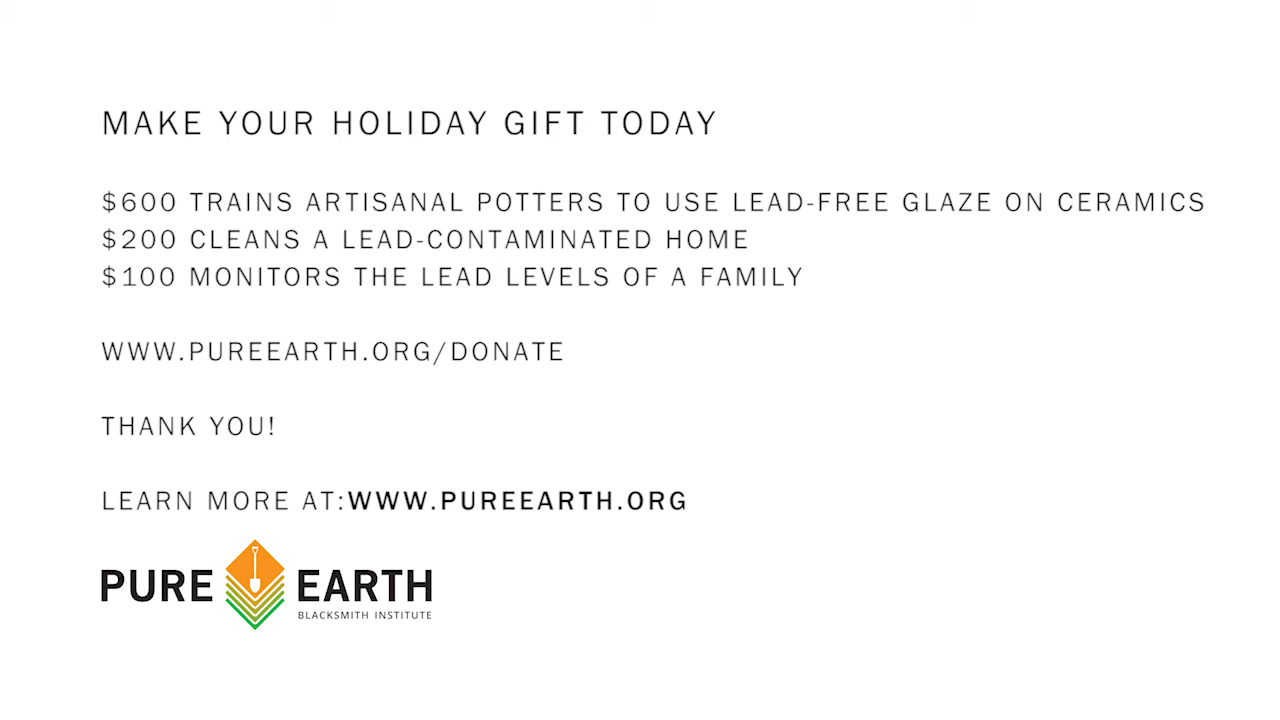 MAKE YOUR HOLIDAY GIFT TODAY
$600 TRAINS ARTISANAL POTTERS TO USE LEAD-FREE GLAZE ON CERAMICS
$200 CLEANS A LEAD-CONTAMINATED HOME
$100 MONITORS THE LEAD LEVELS OF A FAMILY
WWW.PUREEARTH.ORG/DONATE
THANK YOU!
LEARN MORE AT:WWW.PUREEARTH.ORG
PURE EARTH
BLACKSMITH INSTITUTE